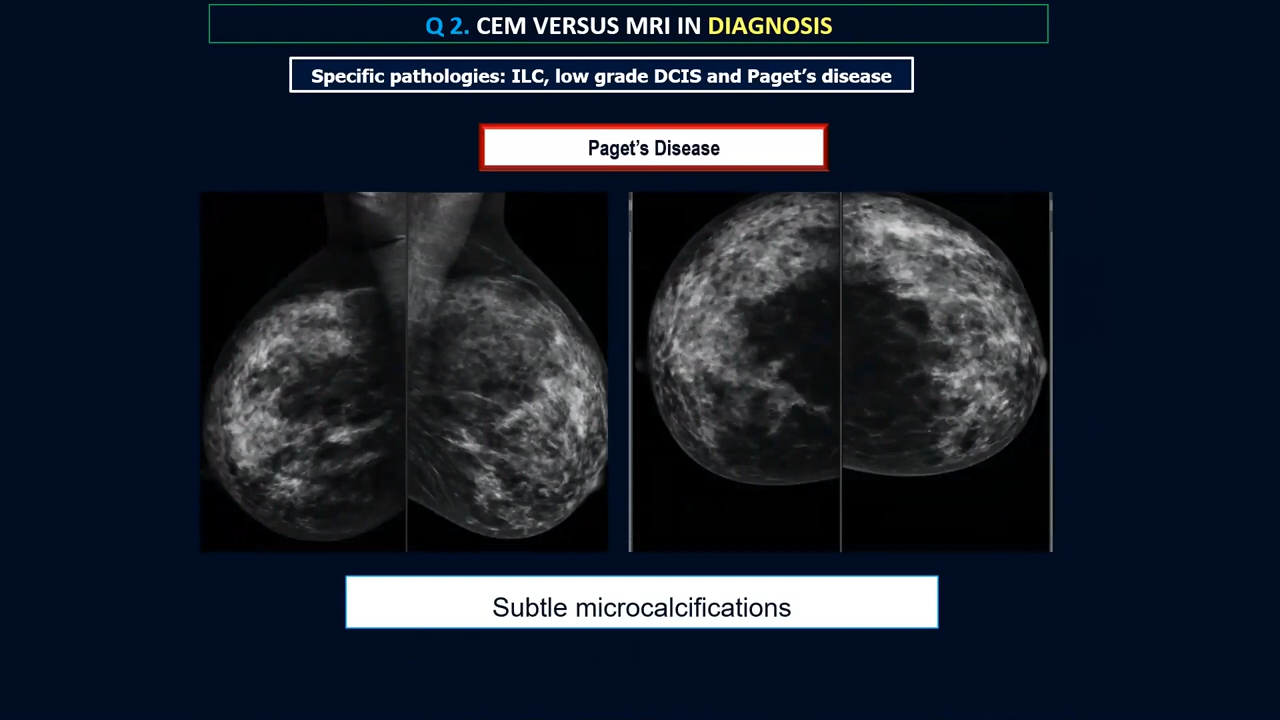 Q 2. CEM VERSUS MRI IN DIAGNOSIS
Specific pathologies: ILC, low grade DCIS and Paget’s disease
Paget’s Disease
Subtle microcalcifications